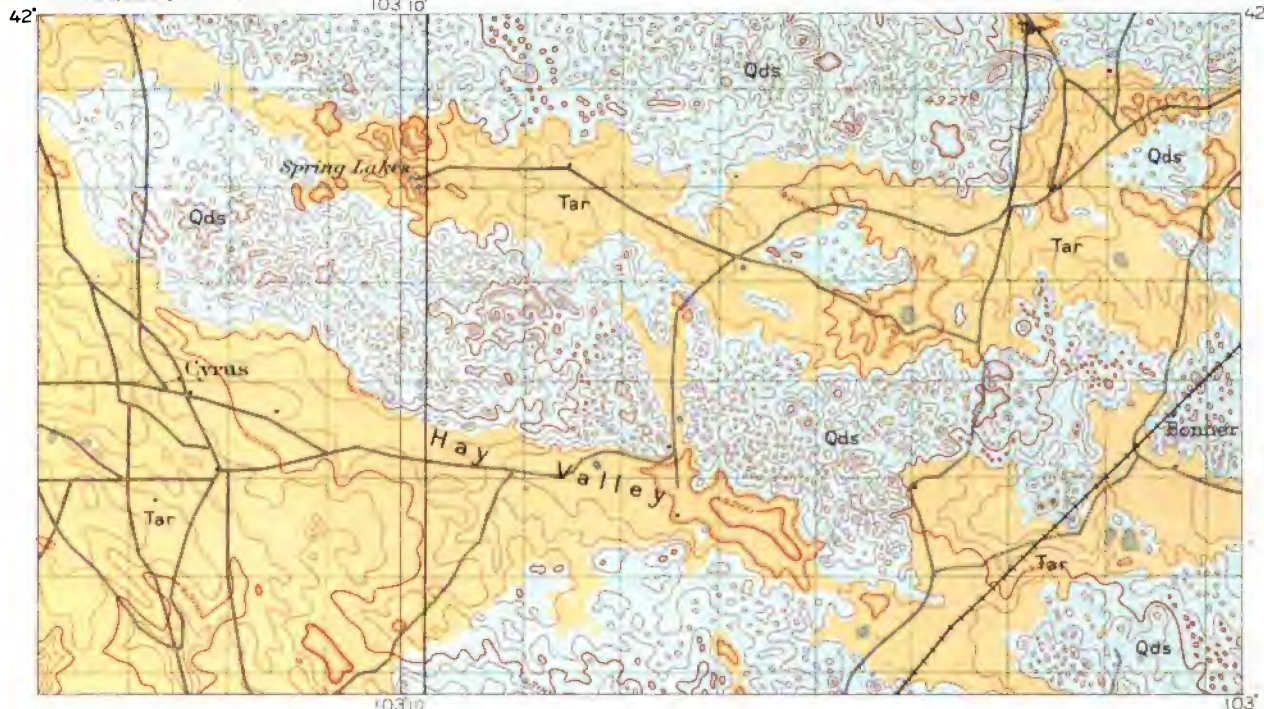 42°
103°10'
42
Qds
4327
Qds
Spring Lake
Tar
Qds
Tar
Cyrus
Hay Valley
Qds
Bonner
Tar
Tar
Qds
103°10'
103°